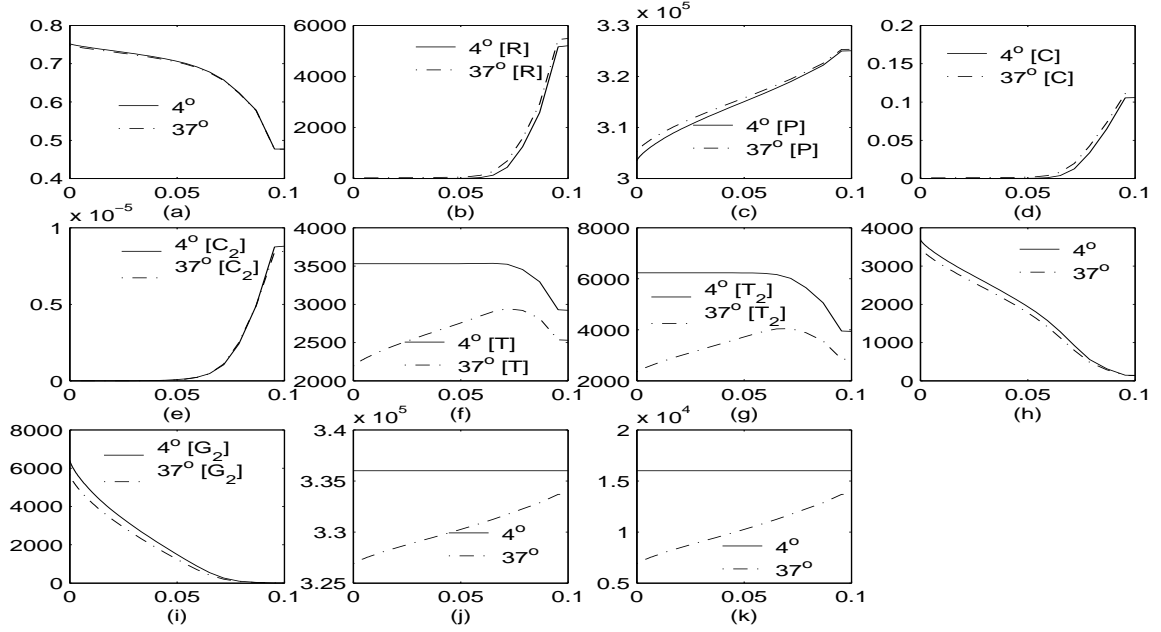 0.8
0.7
0.6
0.5
0.4
4°
37°
0 0.05 0.1
(a)
6000
4000
2000
0
4° [R]
37° [R]
0 0.05 0.1
(b)
x 10^5
3.3
3.2
3.1
3
4° [P]
37° [P]
0 0.05 0.1
(c)
0.2
0.15
0.1
0.05
0
4° [C]
37° [C]
0 0.05 0.1
(d)
x 10^-5
1
0.5
0
4° [C_2]
37° [C_2]
0 0.05 0.1
(e)
4000
3500
3000
2500
2000
4° [T]
37° [T]
0 0.05 0.1
(f)
8000
6000
4000
2000
4° [T_2]
37° [T_2]
0 0.05 0.1
(g)
4000
3000
2000
1000
0
4°
37°
0 0.05 0.1
(h)
8000
6000
4000
2000
0
4° [G_2]
37° [G_2]
0 0.05 0.1
(i)
x 10^5
3.4
3.35
3.3
3.25
4°
37°
0 0.05 0.1
(j)
x 10^4
2
1.5
1
0.5
4°
37°
0 0.05 0.1
(k)